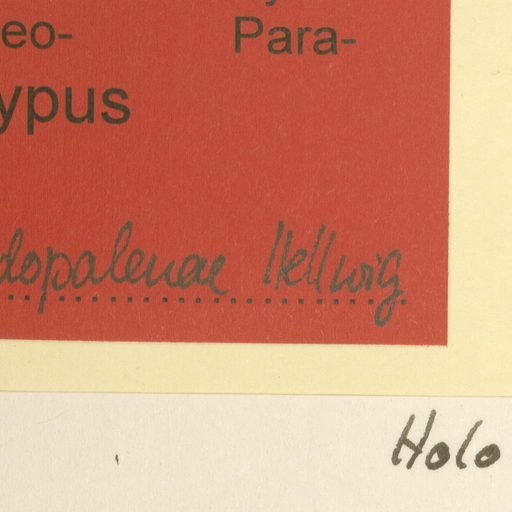 eo- Para-
ypus
dopalenae Hellwig
Holo